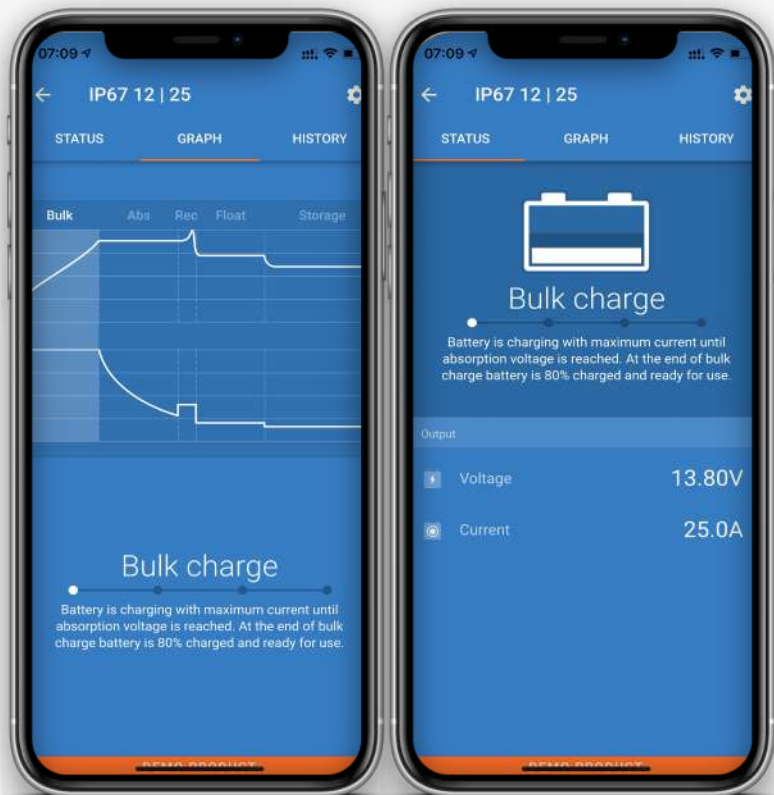 07:09
IP67 12 | 25
STATUS GRAPH HISTORY
Bulk Abs Rec Float Storage
Bulk charge
Battery is charging with maximum current until
absorption voltage is reached. At the end of bulk
charge battery is 80% charged and ready for use.
DEMO PRODUCT
07:09
IP67 12 | 25
STATUS GRAPH HISTORY
Bulk charge
Battery is charging with maximum current until
absorption voltage is reached. At the end of bulk
charge battery is 80% charged and ready for use.
Output
Voltage 13.80V
Current 25.0A
DEMO PRODUCT